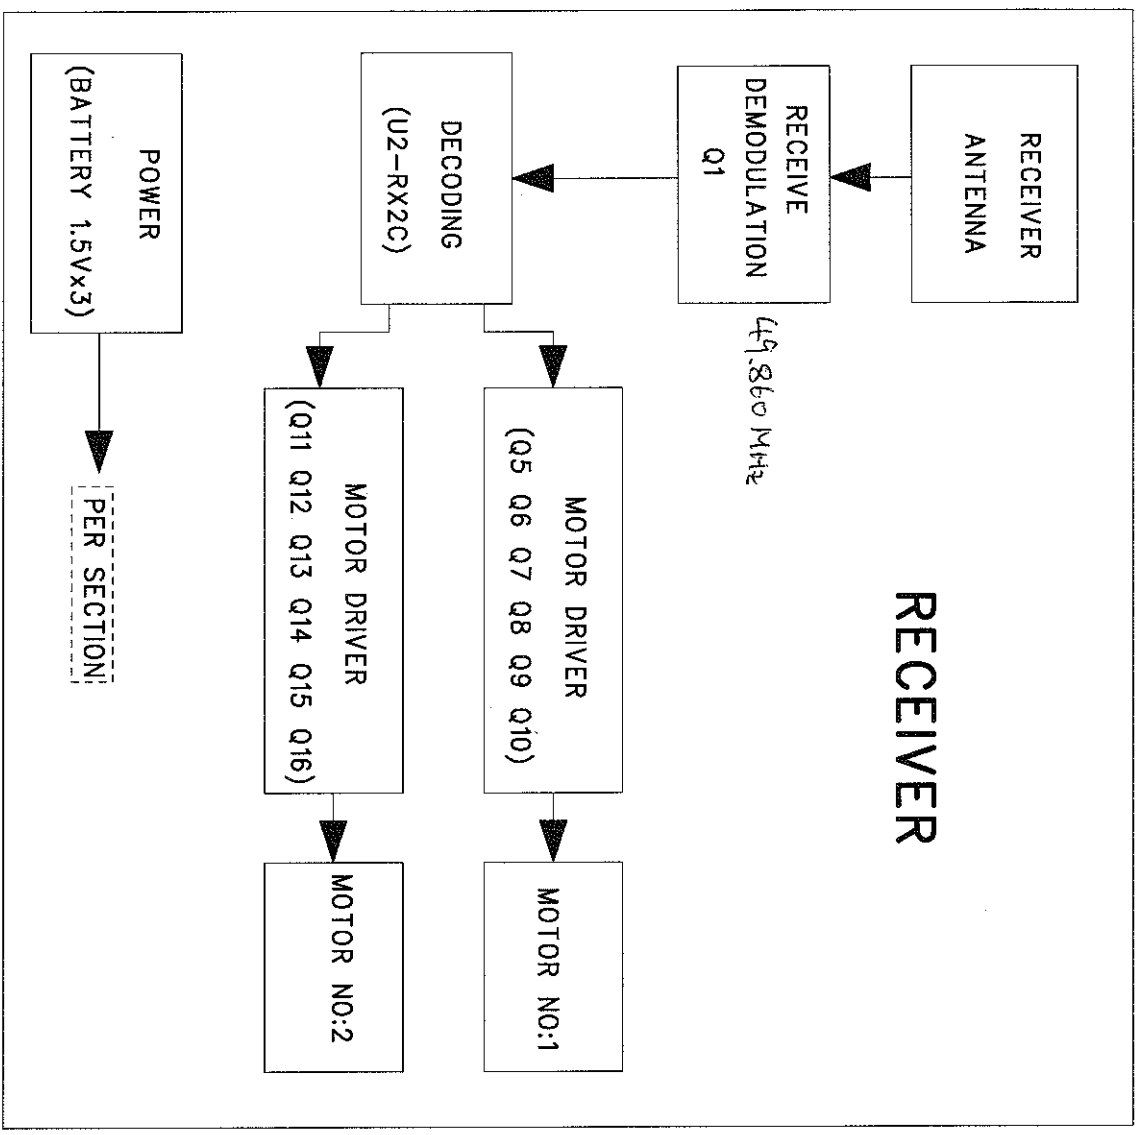 RECEIVER
RECEIVER
ANTENNA
RECEIVE
DEMODULATION
Q1
49.860 MHz
DECODING
(U2-RX2C)
MOTOR DRIVER
(Q5 Q6 Q7 Q8 Q9 Q10)
MOTOR NO:1
MOTOR DRIVER
(Q11 Q12 Q13 Q14 Q15 Q16)
MOTOR NO:2
POWER
(BATTERY 1.5Vx3)
PER SECTION